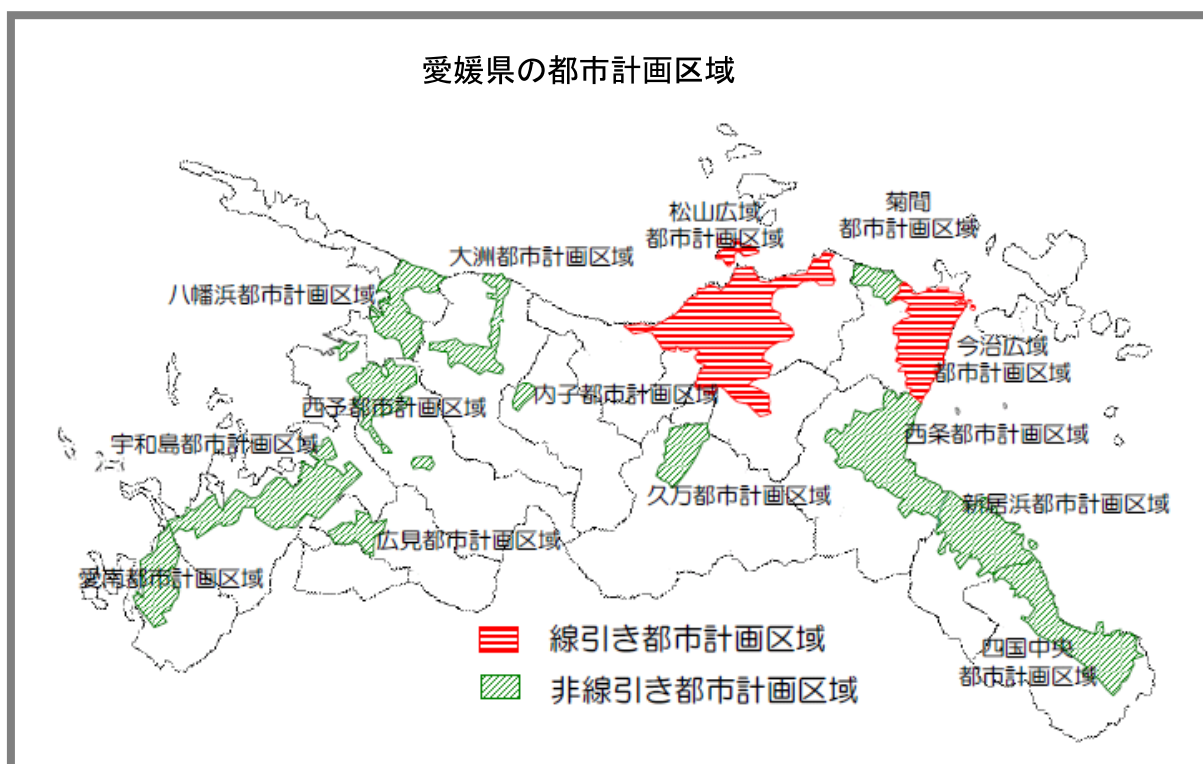 愛媛県の都市計画区域
松山広域
都市計画区域
菊間
都市計画区域
大洲都市計画区域
八幡浜都市計画区域
今治広域
都市計画区域
内子都市計画区域
西予都市計画区域
西条都市計画区域
宇和島都市計画区域
久万都市計画区域
新居浜都市計画区域
広見都市計画区域
愛南都市計画区域
線引き都市計画区域
四国中央
都市計画区域
非線引き都市計画区域